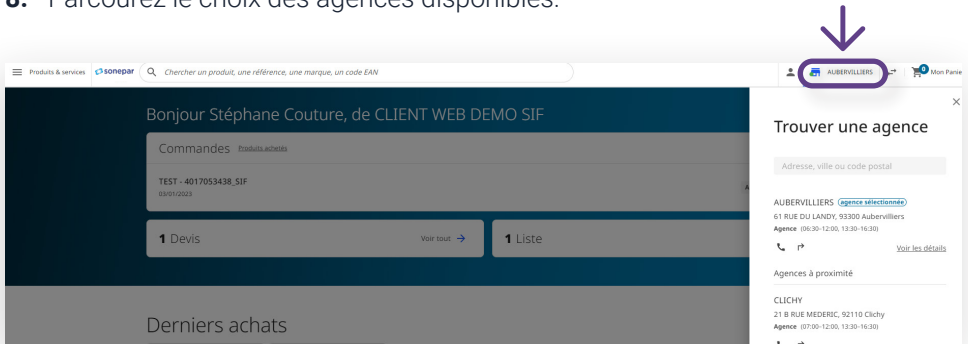 8. Parcourez le choix des agences disponibles.
Produits & services
sonepar
Chercher un produit, une référence, une marque, un code EAN
AUBERVILLIERS
0
Mon Panie
Bonjour Stéphane Couture, de CLIENT WEB DEMO SIF
Commandes Produits achetés
TEST - 4017053438_SIF
03/01/2023
A
1 Devis
Voir tout
1 Liste
Derniers achats
Trouver une agence
Adresse, ville ou code postal
AUBERVILLIERS agence sélectionnée
61 RUE DU LANDY, 93300 Aubervilliers
Agence (06:30-12:00, 13:30-16:30)
Voir les détails
Agences à proximité
CLICHY
21 B RUE MEDERIC, 92110 Clichy
Agence (07:00-12:00, 13:30-16:30)